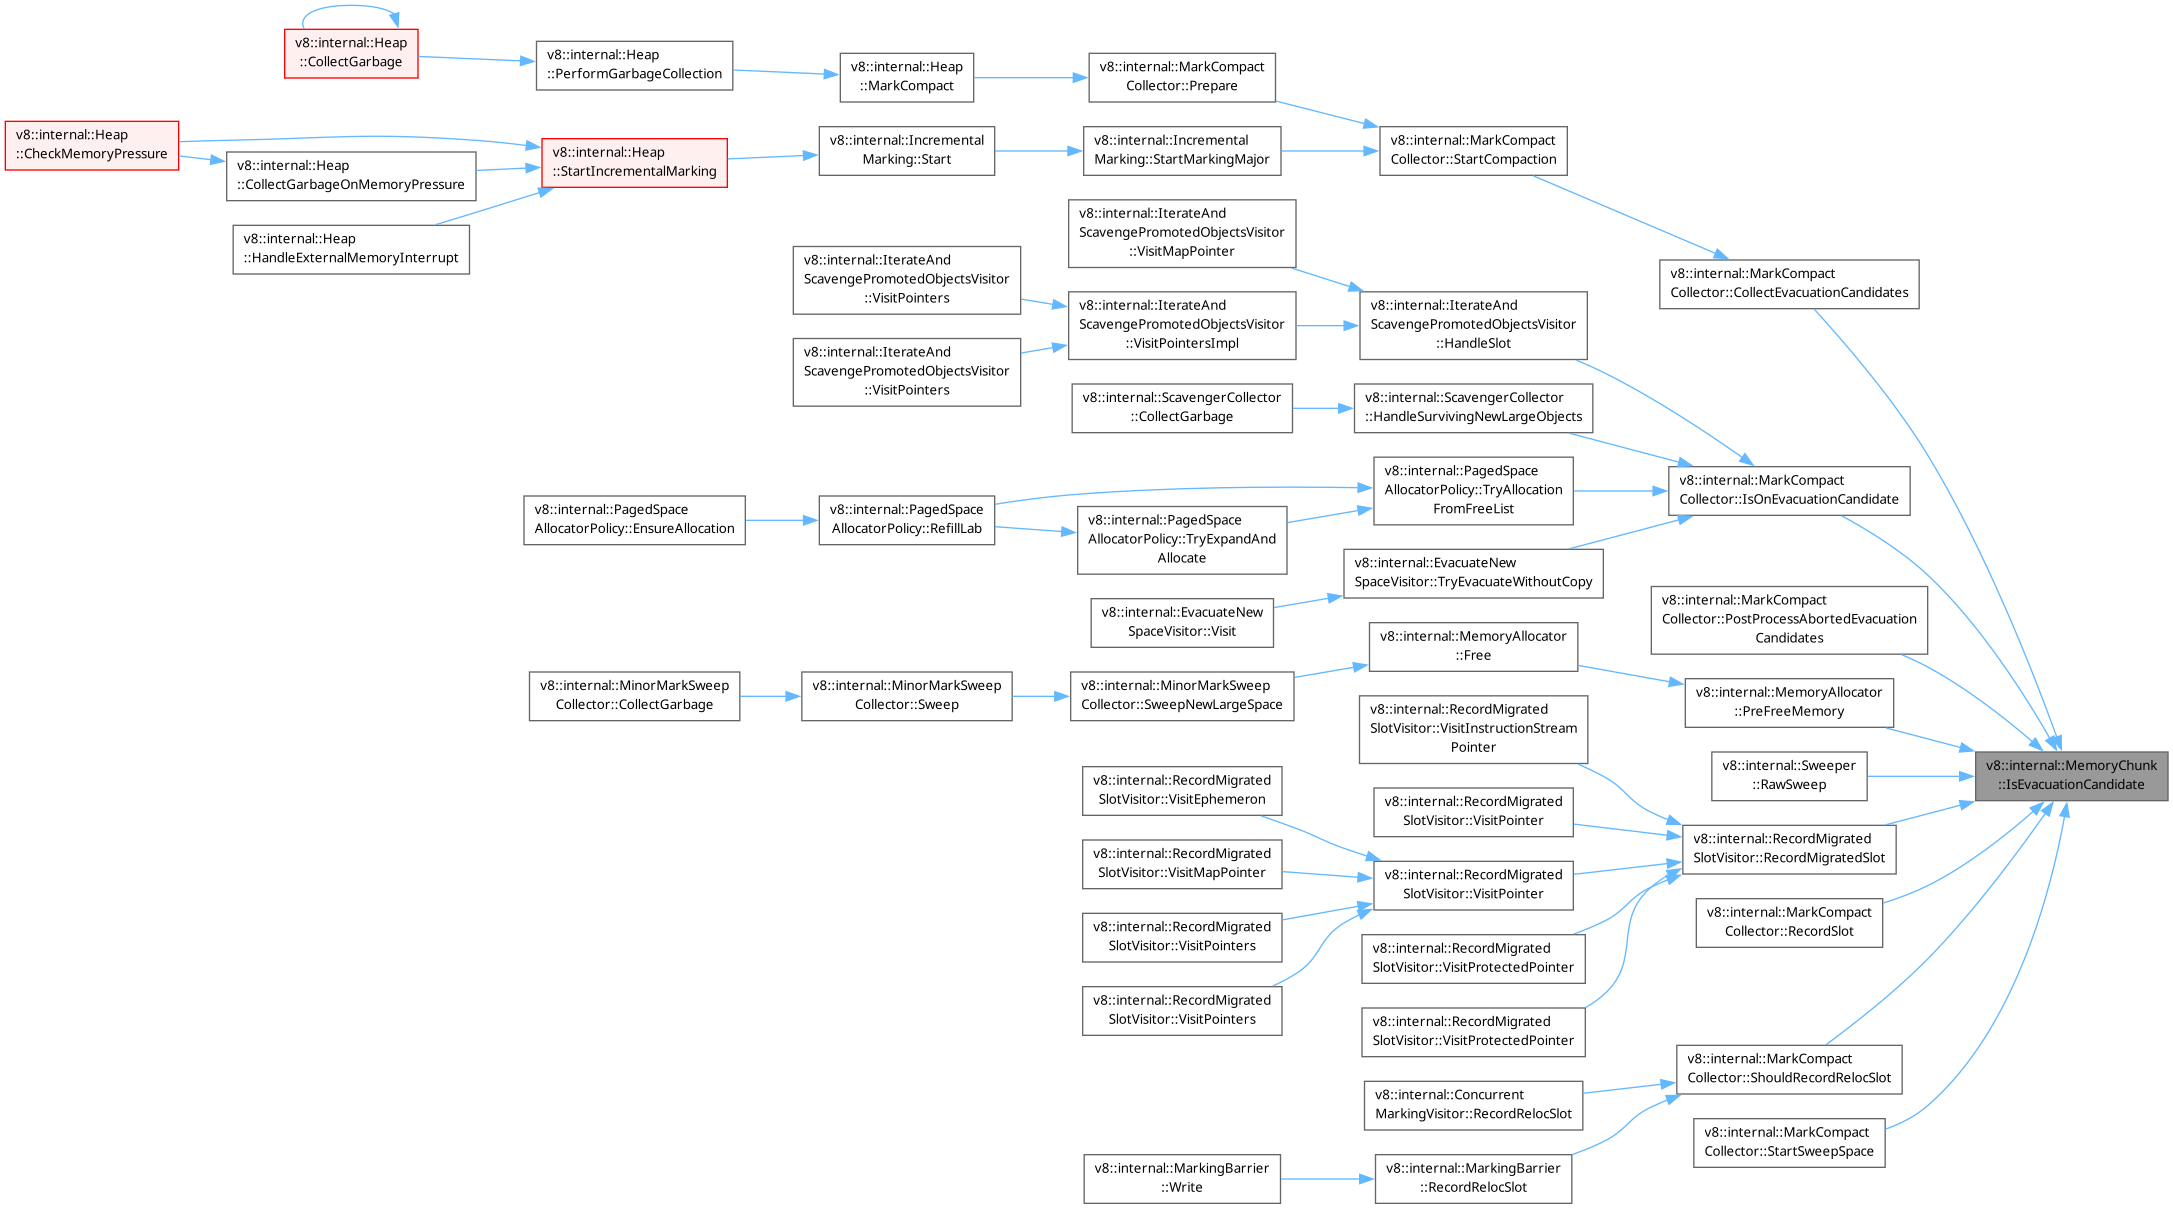 v8::internal::Heap
::CollectGarbage
v8::internal::Heap
::PerformGarbageCollection
v8::internal::Heap
::MarkCompact
v8::internal::MarkCompact
Collector::Prepare
v8::internal::Heap
::CheckMemoryPressure
v8::internal::Heap
::CollectGarbageOnMemoryPressure
v8::internal::Heap
::HandleExternalMemoryInterrupt
v8::internal::Heap
::StartIncrementalMarking
v8::internal::Incremental
Marking::Start
v8::internal::Incremental
Marking::StartMarkingMajor
v8::internal::MarkCompact
Collector::StartCompaction
v8::internal::IterateAnd
ScavengePromotedObjectsVisitor
::VisitMapPointer
v8::internal::IterateAnd
ScavengePromotedObjectsVisitor
::VisitPointers
v8::internal::IterateAnd
ScavengePromotedObjectsVisitor
::VisitPointers
v8::internal::IterateAnd
ScavengePromotedObjectsVisitor
::VisitPointersImpl
v8::internal::IterateAnd
ScavengePromotedObjectsVisitor
::HandleSlot
v8::internal::MarkCompact
Collector::CollectEvacuationCandidates
v8::internal::ScavengerCollector
::CollectGarbage
v8::internal::ScavengerCollector
::HandleSurvivingNewLargeObjects
v8::internal::PagedSpace
AllocatorPolicy::EnsureAllocation
v8::internal::PagedSpace
AllocatorPolicy::RefillLab
v8::internal::PagedSpace
AllocatorPolicy::TryExpandAnd
Allocate
v8::internal::PagedSpace
AllocatorPolicy::TryAllocation
FromFreeList
v8::internal::MarkCompact
Collector::IsOnEvacuationCandidate
v8::internal::EvacuateNew
SpaceVisitor::Visit
v8::internal::EvacuateNew
SpaceVisitor::TryEvacuateWithoutCopy
v8::internal::MarkCompact
Collector::PostProcessAbortedEvacuation
Candidates
v8::internal::MinorMarkSweep
Collector::CollectGarbage
v8::internal::MinorMarkSweep
Collector::Sweep
v8::internal::MinorMarkSweep
Collector::SweepNewLargeSpace
v8::internal::MemoryAllocator
::Free
v8::internal::MemoryAllocator
::PreFreeMemory
v8::internal::Sweeper
::RawSweep
v8::internal::MemoryChunk
::IsEvacuationCandidate
v8::internal::RecordMigrated
SlotVisitor::VisitInstructionStream
Pointer
v8::internal::RecordMigrated
SlotVisitor::VisitPointer
v8::internal::RecordMigrated
SlotVisitor::VisitEphemeron
v8::internal::RecordMigrated
SlotVisitor::VisitMapPointer
v8::internal::RecordMigrated
SlotVisitor::VisitPointers
v8::internal::RecordMigrated
SlotVisitor::VisitPointers
v8::internal::RecordMigrated
SlotVisitor::VisitPointer
v8::internal::RecordMigrated
SlotVisitor::VisitProtectedPointer
v8::internal::RecordMigrated
SlotVisitor::VisitProtectedPointer
v8::internal::RecordMigrated
SlotVisitor::RecordMigratedSlot
v8::internal::MarkCompact
Collector::RecordSlot
v8::internal::Concurrent
MarkingVisitor::RecordRelocSlot
v8::internal::MarkingBarrier
::Write
v8::internal::MarkingBarrier
::RecordRelocSlot
v8::internal::MarkCompact
Collector::ShouldRecordRelocSlot
v8::internal::MarkCompact
Collector::StartSweepSpace